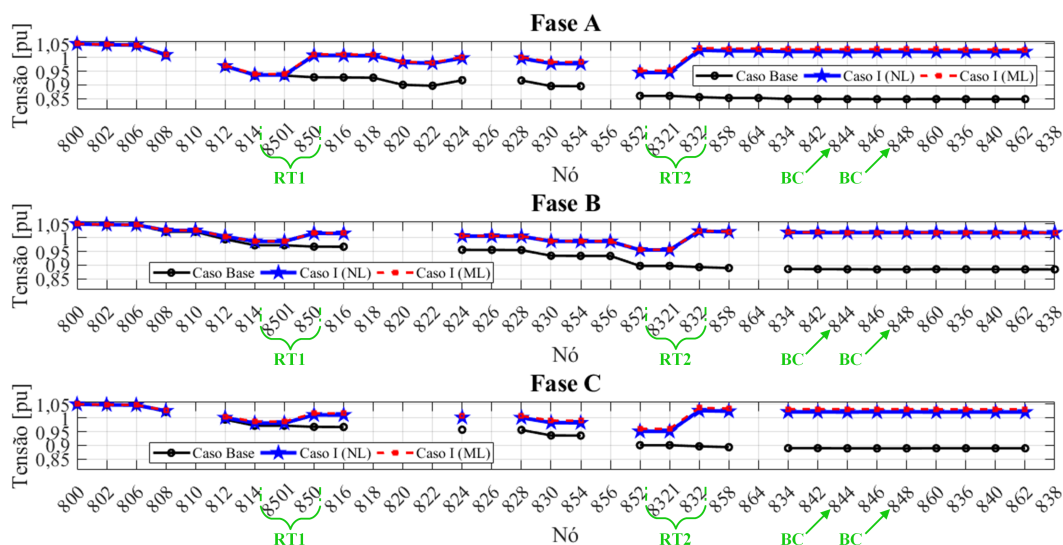 Fase A
Tensão [pu]
1,05
1
0,95
0,9
0,85
Caso Base Caso I (NL) Caso I (ML)
800 802 806 808 810 812 814 8501 850 816 818 820 822 824 826 828 830 854 856 852 8321 832 858 864 834 842 844 846 848 860 836 840 862 838
RT1 RT2 BC BC
Nó
Fase B
Tensão [pu]
1,05
1
0,95
0,9
0,85
Caso Base Caso I (NL) Caso I (ML)
800 802 806 808 810 812 814 8501 850 816 818 820 822 824 826 828 830 854 856 852 8321 832 858 864 834 842 844 846 848 860 836 840 862 838
RT1 RT2 BC BC
Nó
Fase C
Tensão [pu]
1,05
1
0,95
0,9
0,85
Caso Base Caso I (NL) Caso I (ML)
800 802 806 808 810 812 814 8501 850 816 818 820 822 824 826 828 830 854 856 852 8321 832 858 864 834 842 844 846 848 860 836 840 862 838
RT1 RT2 BC BC
Nó